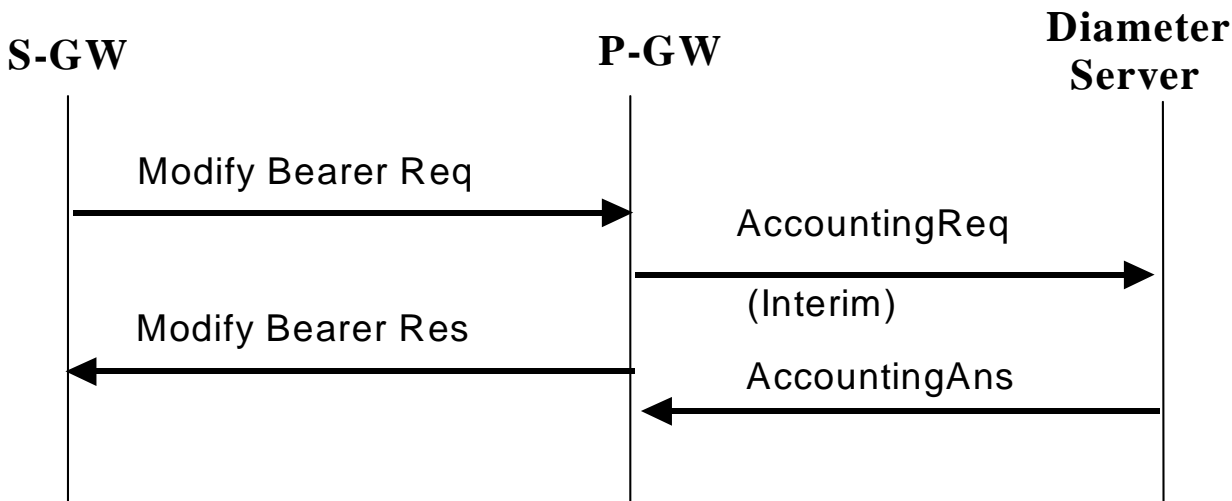 S-GW
P-GW
Diameter
Server
Modify Bearer Req
AccountingReq
(Interim)
Modify Bearer Res
AccountingAns